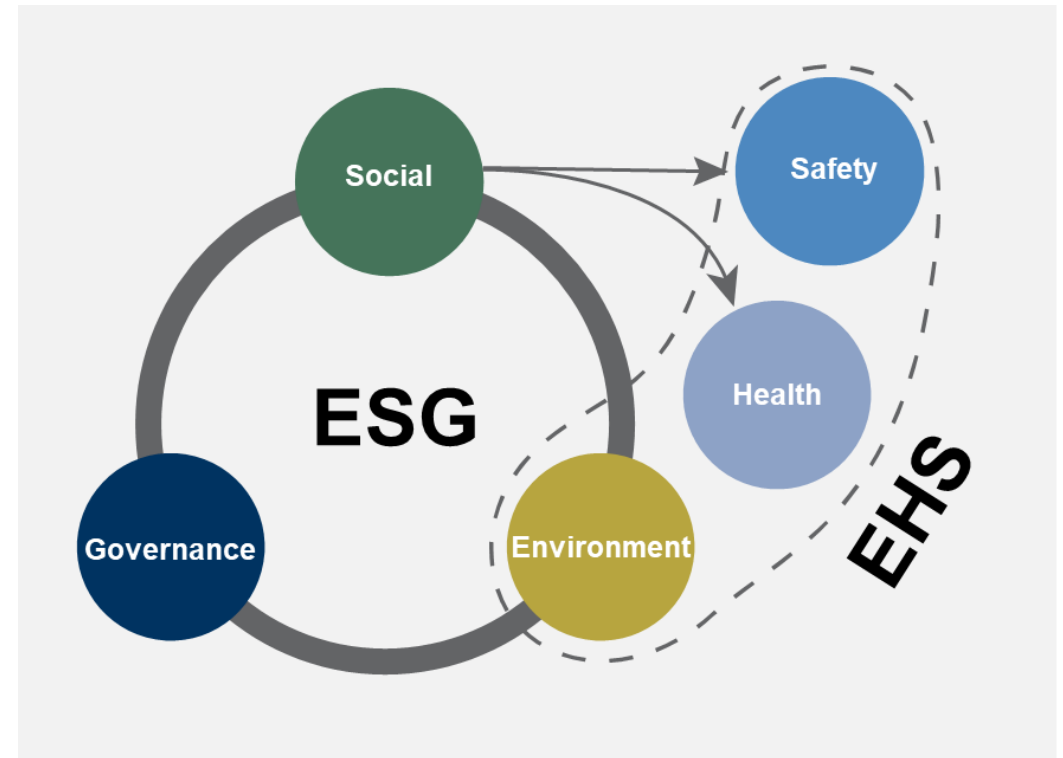 Social
Safety
Health
ESG
EHS
Governance
Environment